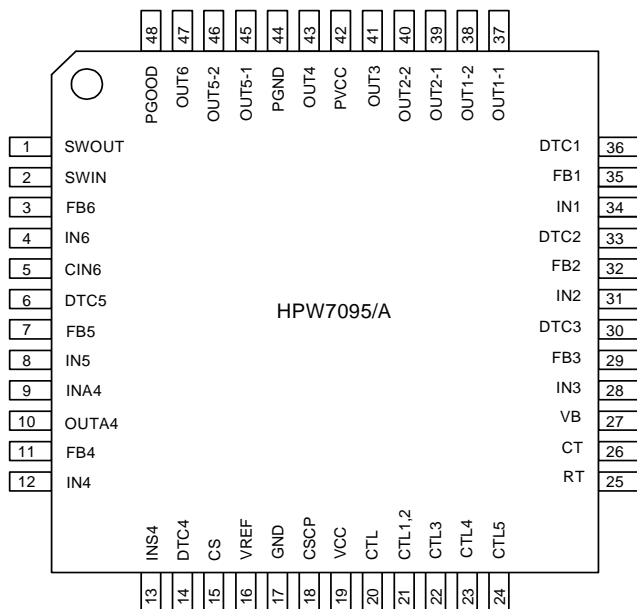 48 47 46 45 44 43 42 41 40 39 38 37
PGOOD OUT6 OUT5-2 OUT5-1 PGND OUT4 PVCC OUT3 OUT2-2 OUT2-1 OUT1-2 OUT1-1
1 SWOUT DTC1 36
2 SWIN FB1 35
3 FB6 IN1 34
4 IN6 DTC2 33
5 CIN6 FB2 32
6 DTC5 IN2 31
HPW7095/A
7 FB5 DTC3 30
8 IN5 FB3 29
9 INA4 IN3 28
10 OUTA4 VB 27
11 FB4 CT 26
12 IN4 RT 25
INS4 DTC4 CS VREF GND CSCP VCC CTL CTL1,2 CTL3 CTL4 CTL5
13 14 15 16 17 18 19 20 21 22 23 24